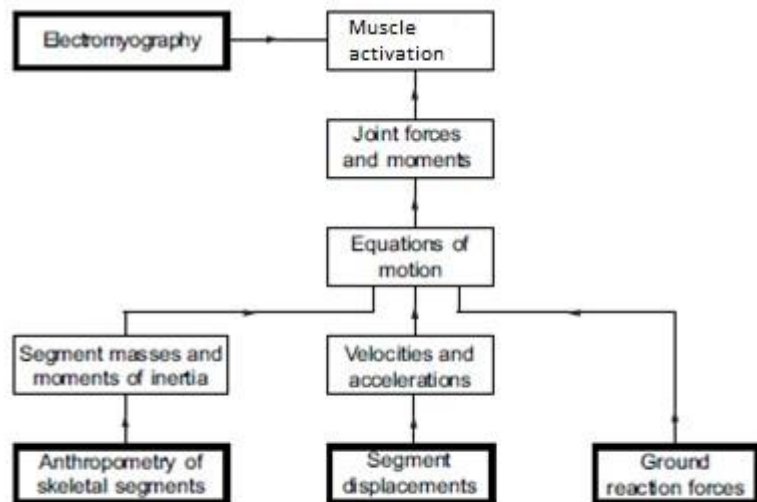 Electromyography
Muscle
activation
Joint forces
and moments
Equations of
motion
Segment masses and
moments of inertia
Velocities and
accelerations
Anthropometry of
skeletal segments
Segment
displacements
Ground
reaction forces